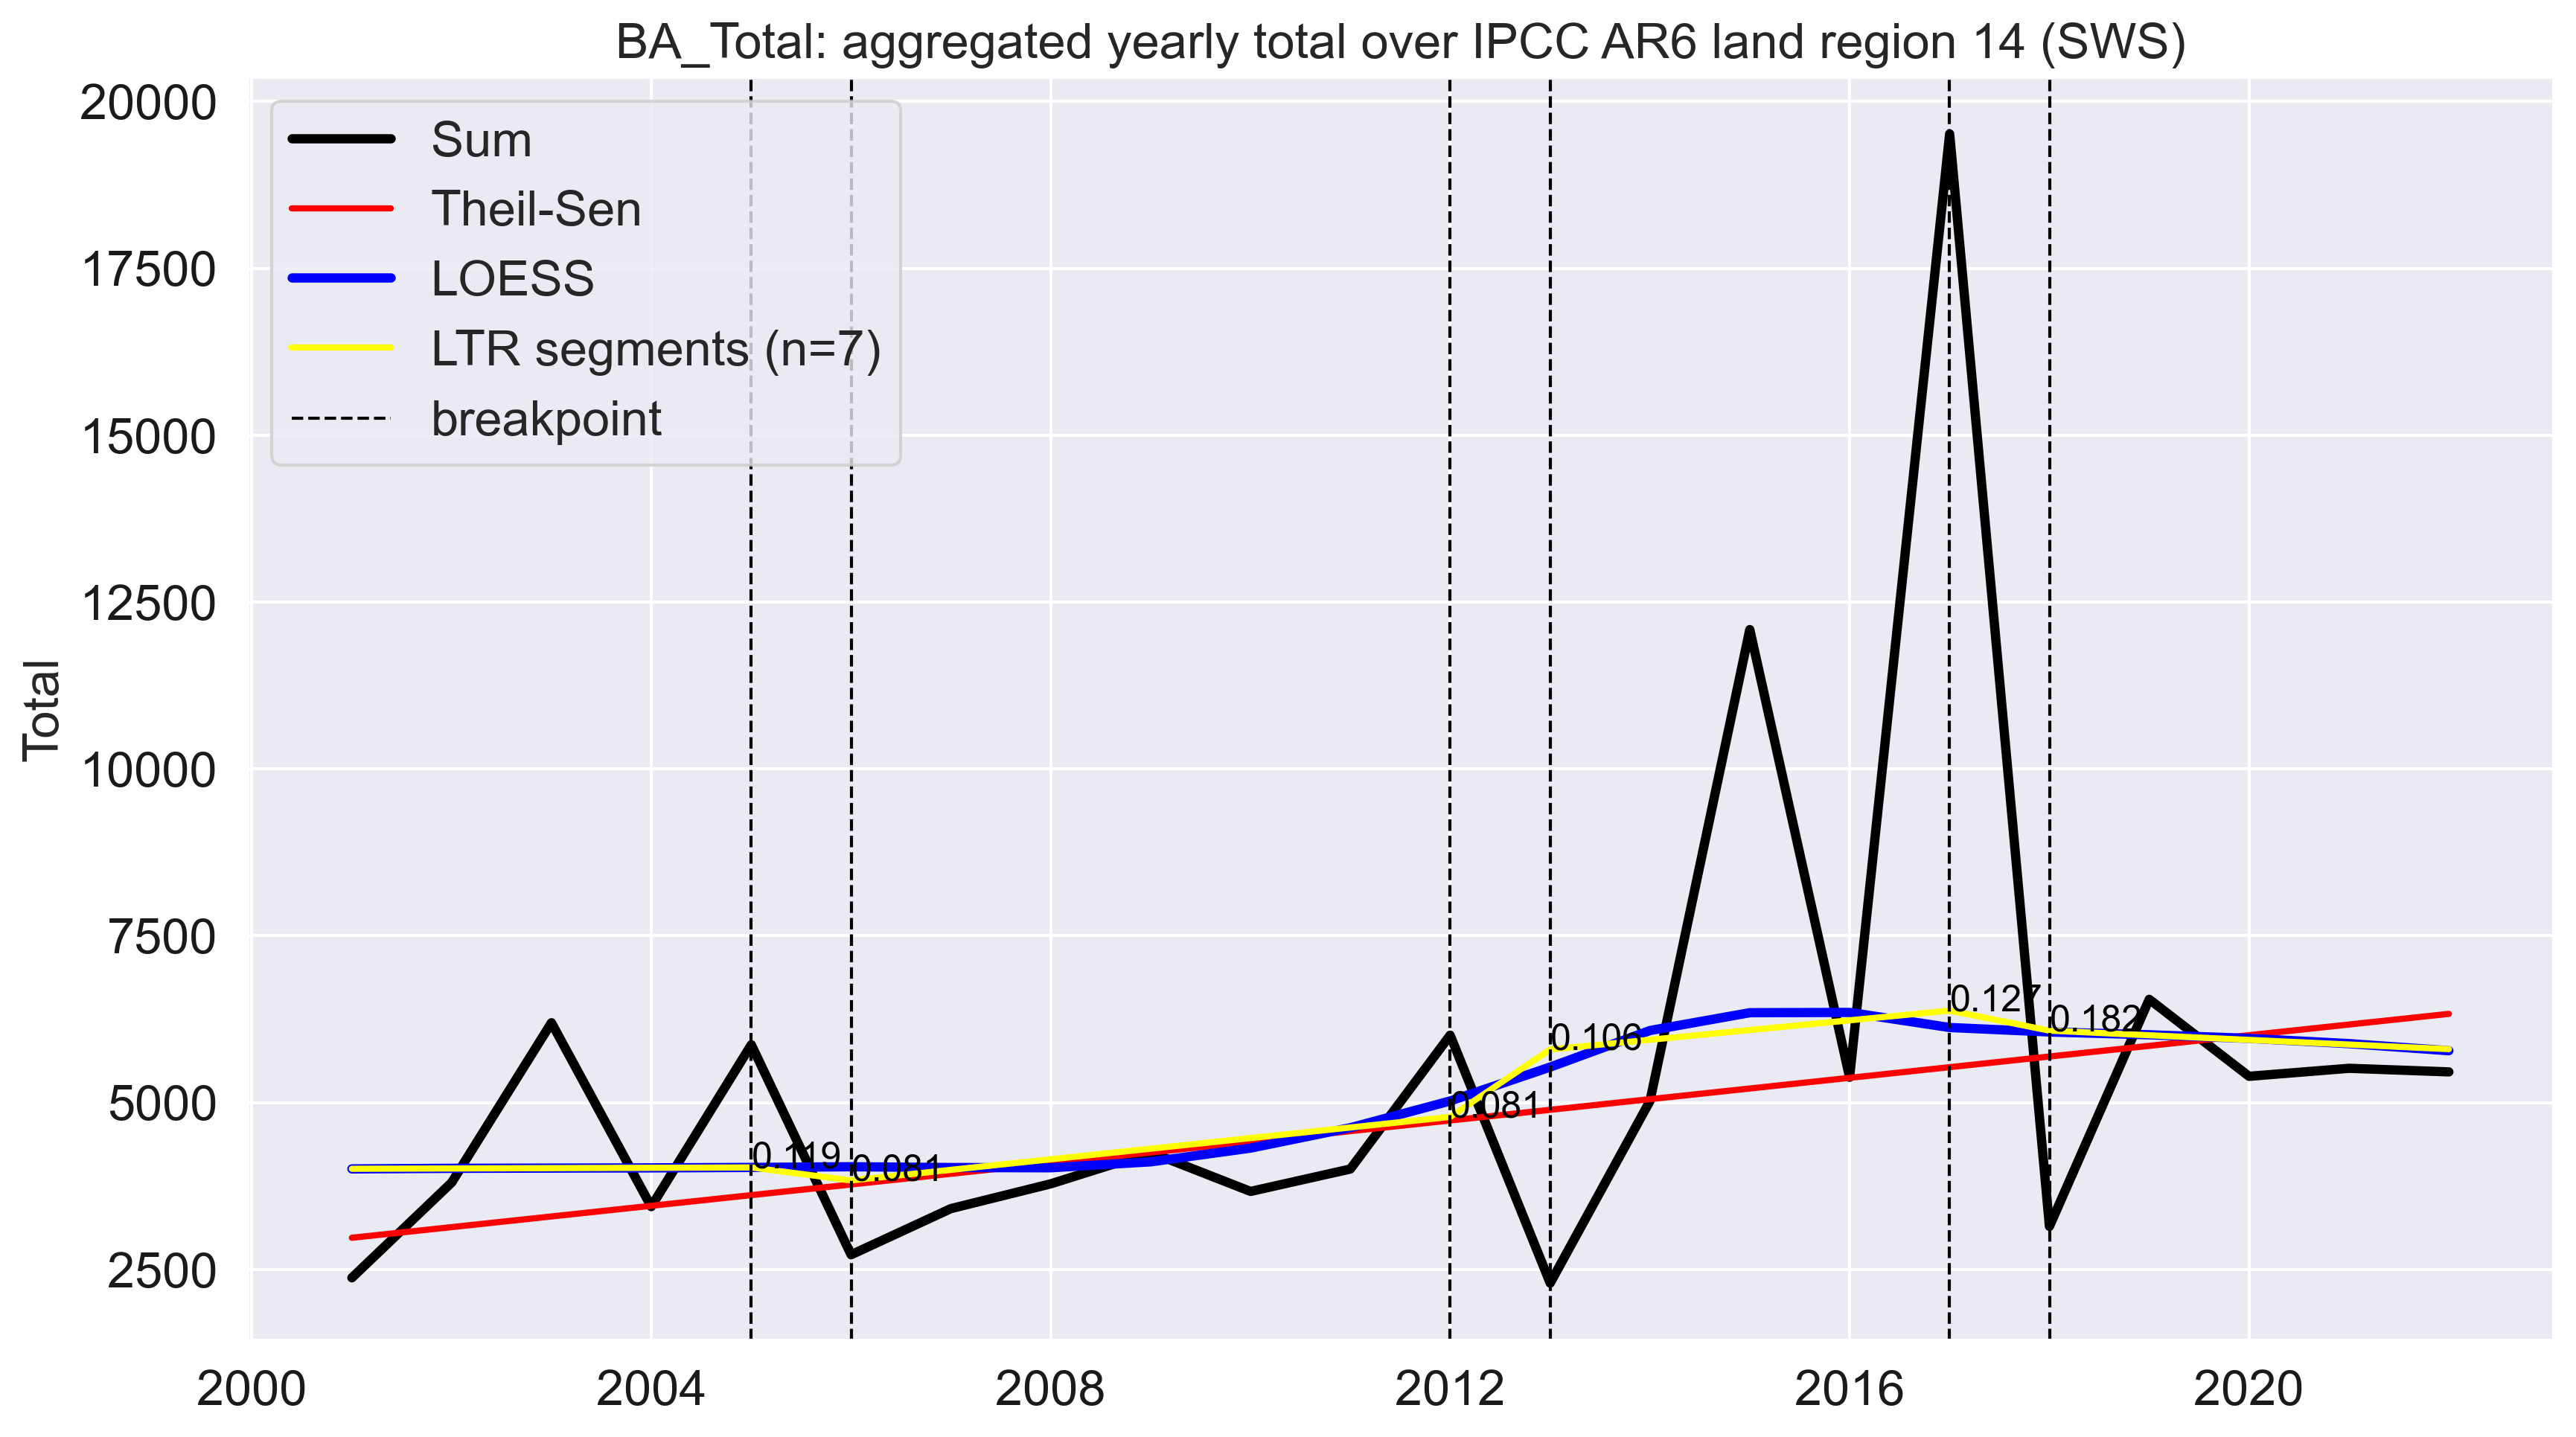 BA_Total: aggregated yearly total over IPCC AR6 land region 14 (SWS)
20000
17500
15000
12500
10000
7500
5000
2500
Total
Sum
Theil-Sen
LOESS
LTR segments (n=7)
breakpoint
0.119
0.081
0.081
0.106
0.127
0.182
2000
2004
2008
2012
2016
2020